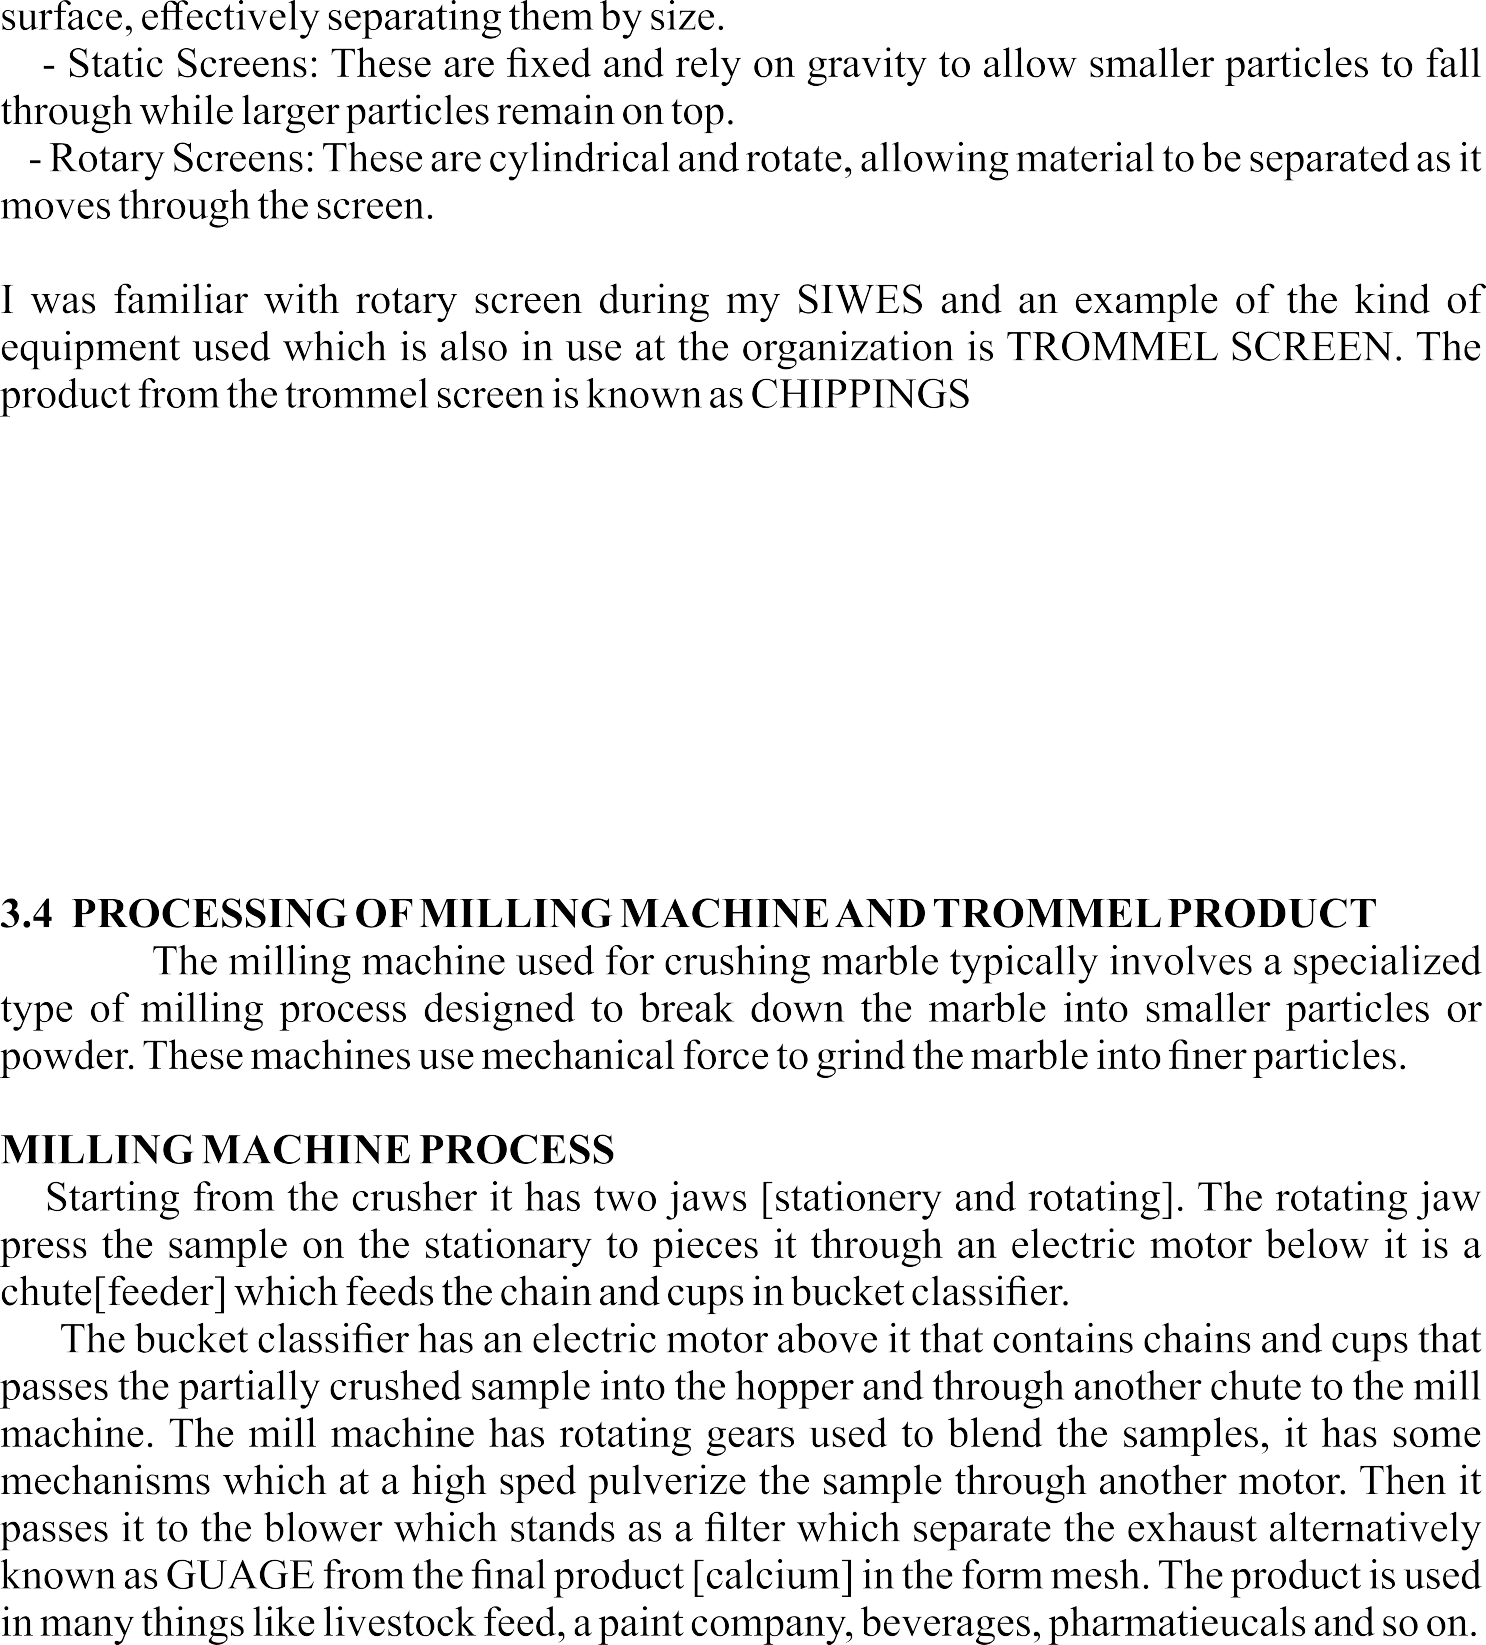 surface, effectively separating them by size.
- Static Screens: These are fixed and rely on gravity to allow smaller particles to fall
through while larger particles remain on top.
- Rotary Screens: These are cylindrical and rotate, allowing material to be separated as it
moves through the screen.
I was familiar with rotary screen during my SIWES and an example of the kind of
equipment used which is also in use at the organization is TROMMEL SCREEN. The
product from the trommel screen is known as CHIPPINGS
3.4 PROCESSING OF MILLING MACHINE AND TROMMEL PRODUCT
The milling machine used for crushing marble typically involves a specialized
type of milling process designed to break down the marble into smaller particles or
powder. These machines use mechanical force to grind the marble into finer particles.
MILLING MACHINE PROCESS
Starting from the crusher it has two jaws [stationery and rotating]. The rotating jaw
press the sample on the stationary to pieces it through an electric motor below it is a
chute[feeder] which feeds the chain and cups in bucket classifier.
The bucket classifier has an electric motor above it that contains chains and cups that
passes the partially crushed sample into the hopper and through another chute to the mill
machine. The mill machine has rotating gears used to blend the samples, it has some
mechanisms which at a high sped pulverize the sample through another motor. Then it
passes it to the blower which stands as a filter which separate the exhaust alternatively
known as GUAGE from the final product [calcium] in the form mesh. The product is used
in many things like livestock feed, a paint company, beverages, pharmatieucals and so on.